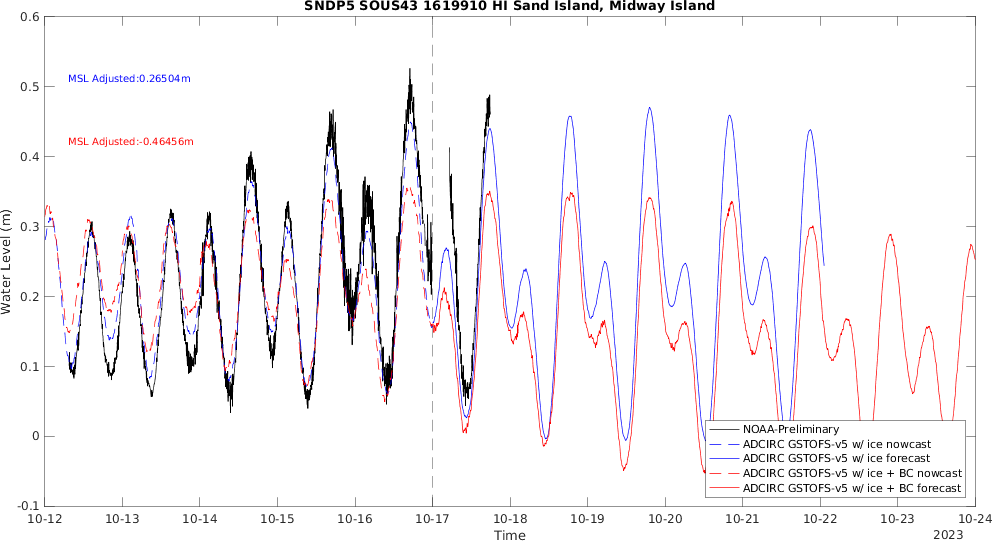 SNDP5 SOUS43 1619910 HI Sand Island, Midway Island
MSL Adjusted:0.26504m
MSL Adjusted:-0.46456m
Water Level (m)
0.6
0.5
0.4
0.3
0.2
0.1
0
-0.1
NOAA-Preliminary
ADCIRC GSTOFS-v5 w/ ice nowcast
ADCIRC GSTOFS-v5 w/ ice forecast
ADCIRC GSTOFS-v5 w/ ice + BC nowcast
ADCIRC GSTOFS-v5 w/ ice + BC forecast
10-12 10-13 10-14 10-15 10-16 10-17 10-18 10-19 10-20 10-21 10-22 10-23 10-24
Time
2023